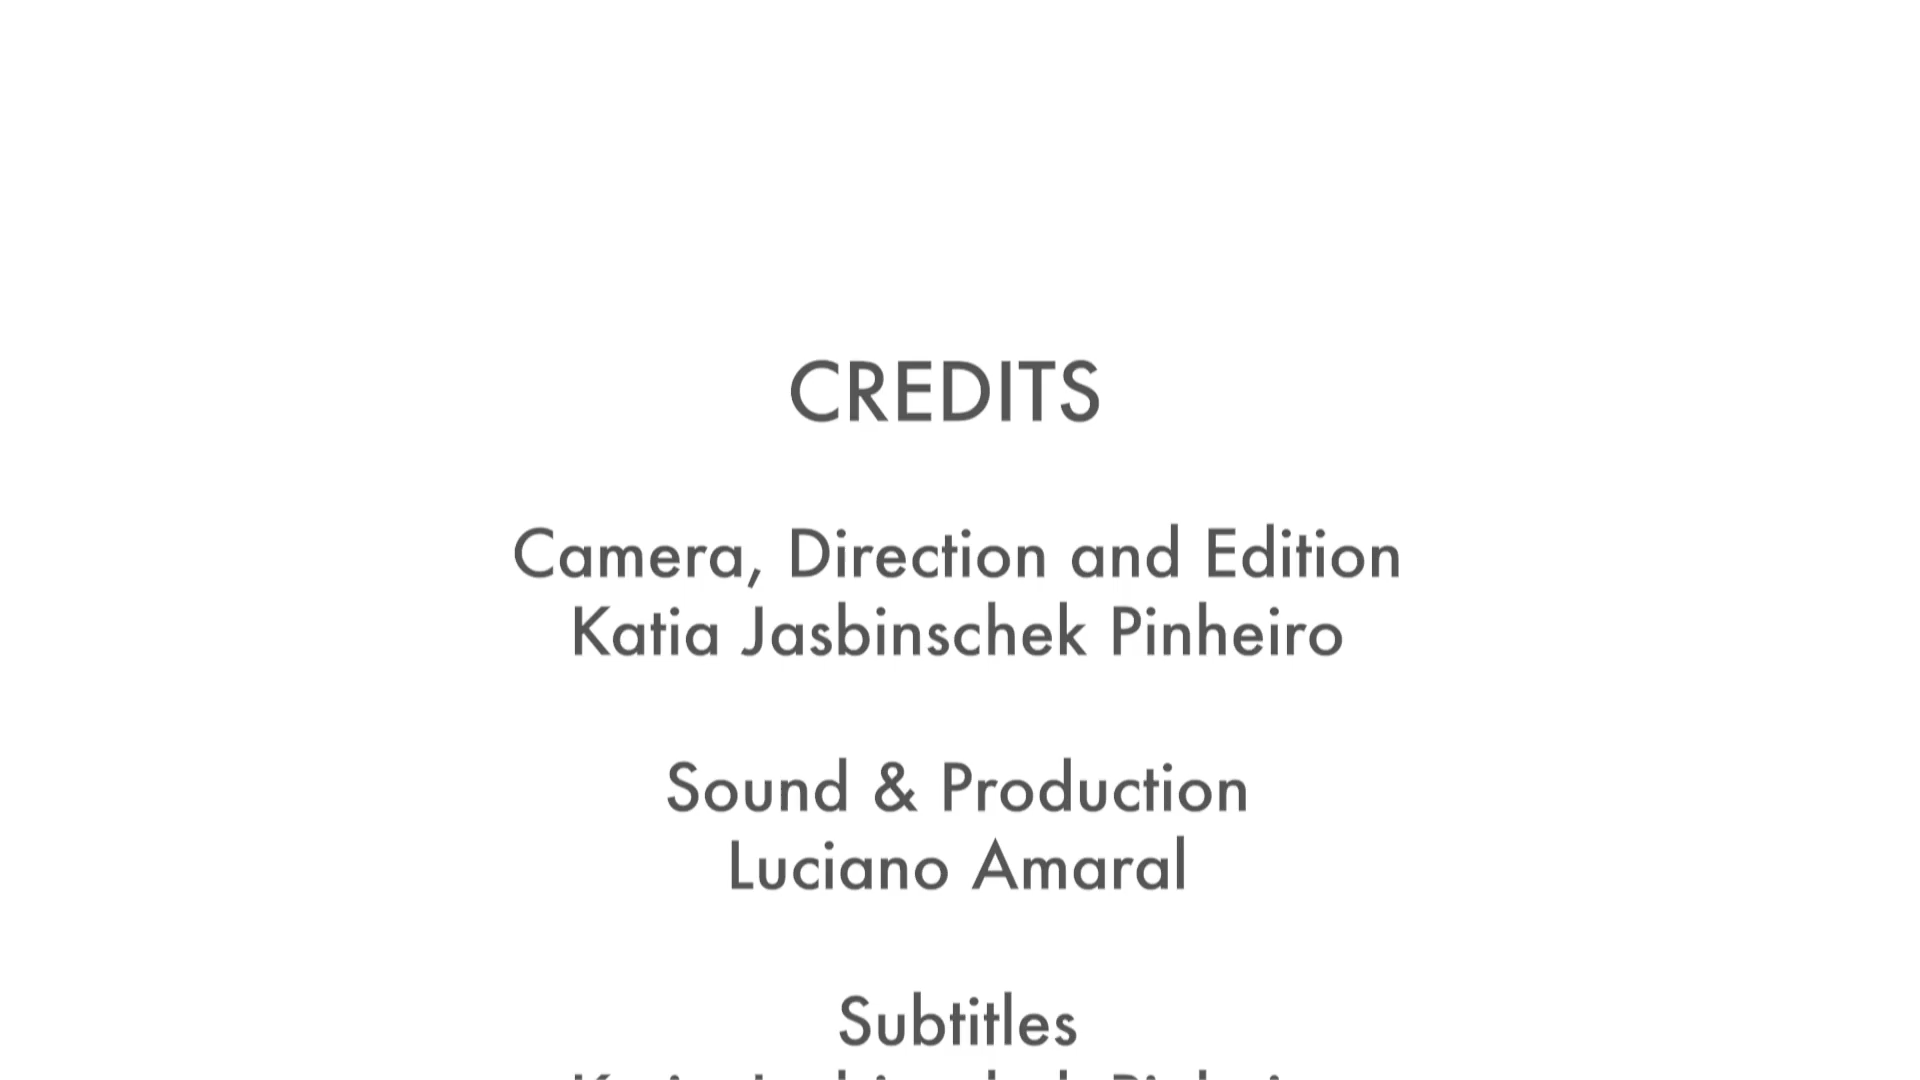 CREDITS
Camera, Direction and Edition
Katia Jasbinschek Pinheiro
Sound & Production
Luciano Amaral
Subtitles